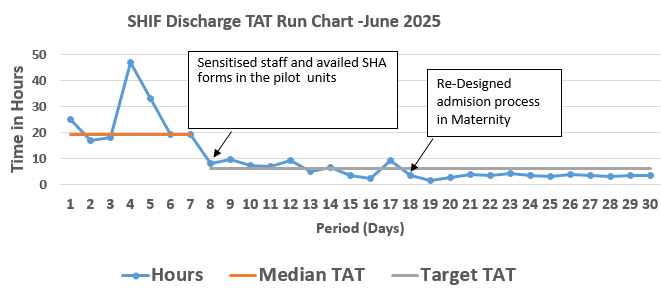 SHIF Discharge TAT Run Chart -June 2025
Time in Hours
50
40
30
20
10
0
Sensitised staff and availed SHA
forms in the pilot units
Re-Designed
admision process
in Maternity
1 2 3 4 5 6 7 8 9 10 11 12 13 14 15 16 17 18 19 20 21 22 23 24 25 26 27 28 29 30
Period (Days)
Hours Median TAT Target TAT